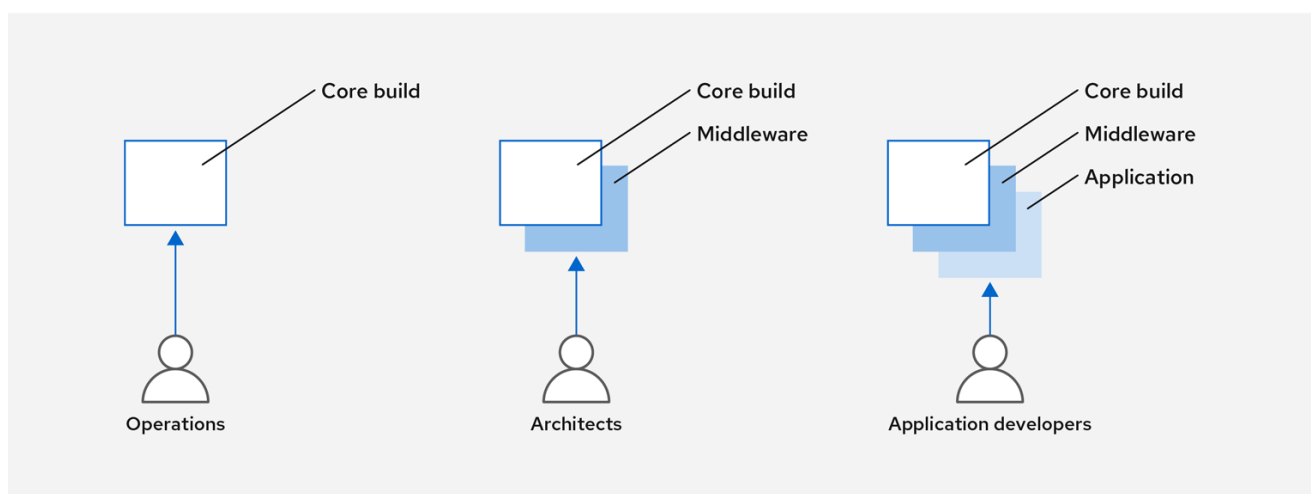 Core build
Operations
Core build
Middleware
Architects
Core build
Middleware
Application
Application developers